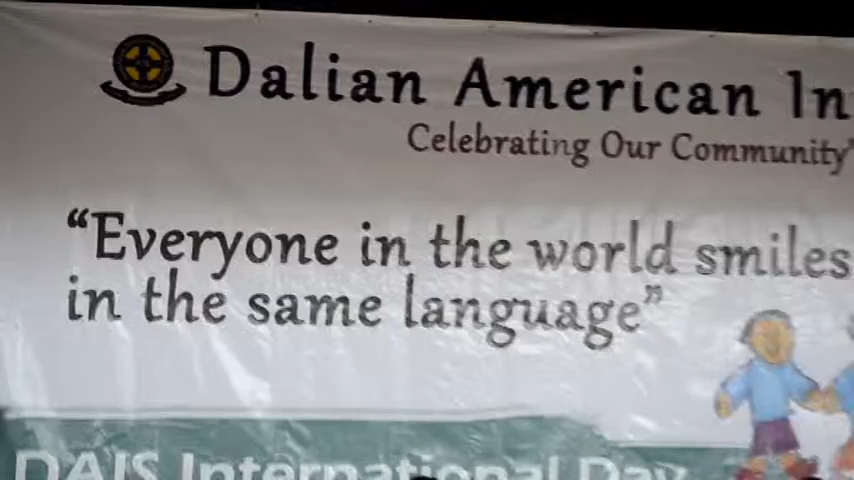 Dalian American In
Celebrating Our Community
“Everyone in the world smiles
in the same language”
DAIS International Day